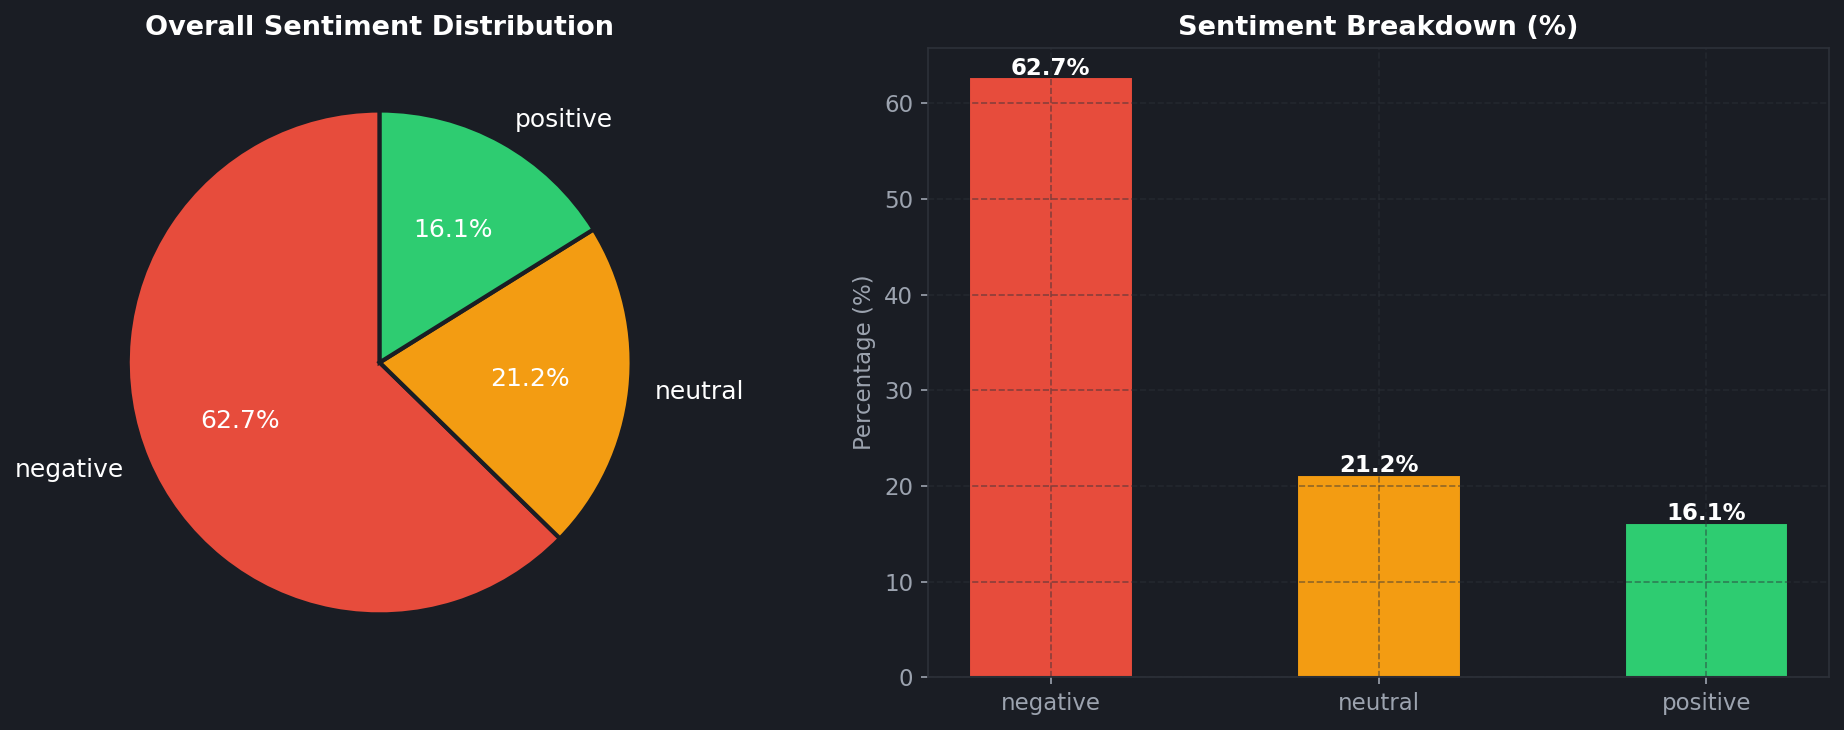 Overall Sentiment Distribution
positive
16.1%
21.2%
neutral
62.7%
negative
Sentiment Breakdown (%)
Percentage (%)
60
50
40
30
20
10
0
62.7%
21.2%
16.1%
negative
neutral
positive